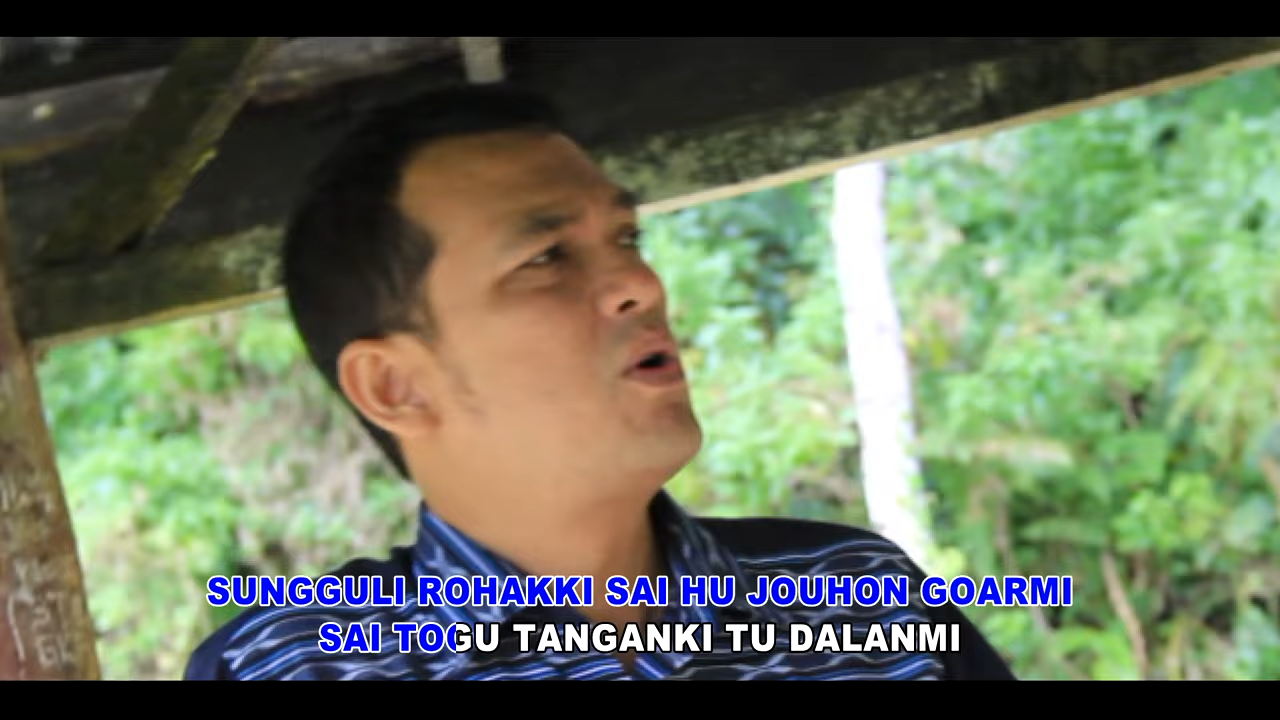 SUNGGULI ROHAKKI SAI HU JOUHON GOARMI
SAI TOGU TANGANKI TU DALANMI